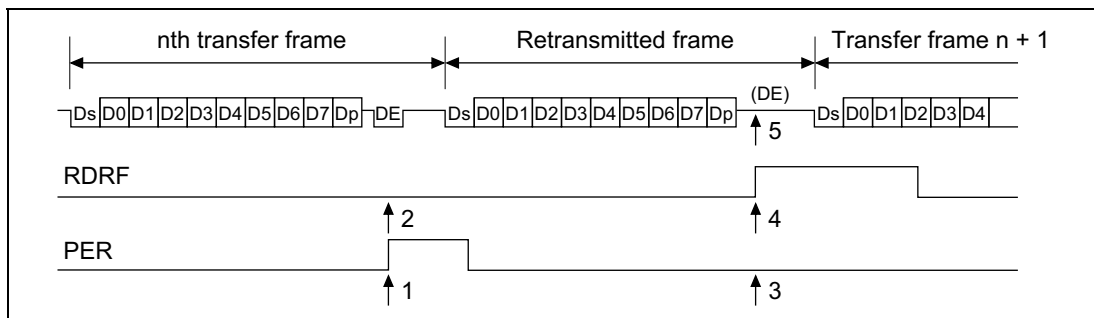 nth transfer frame Retransmitted frame Transfer frame n + 1
Ds D0 D1 D2 D3 D4 D5 D6 D7 Dp DE Ds D0 D1 D2 D3 D4 D5 D6 D7 Dp (DE) Ds D0 D1 D2 D3 D4
5
RDRF
2 4
PER
1 3